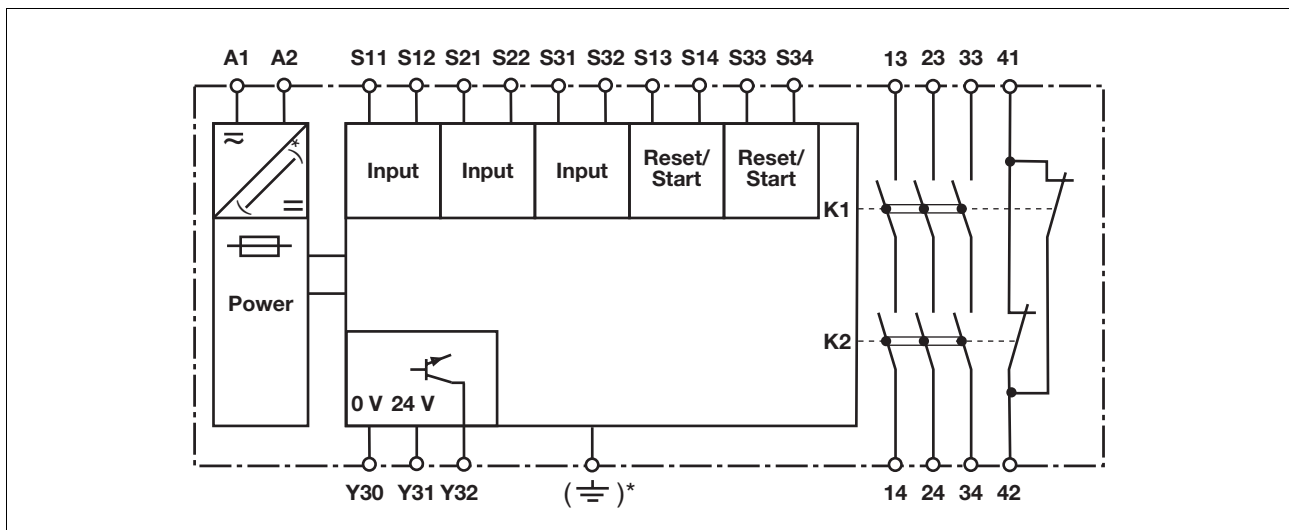 A1 A2 S11 S12 S21 S22 S31 S32 S13 S14 S33 S34 13 23 33 41
*
Input Input Input Reset/ Reset/
Start Start
K1
Power
K2
0 V 24 V
Y30 Y31 Y32 ( )* 14 24 34 42